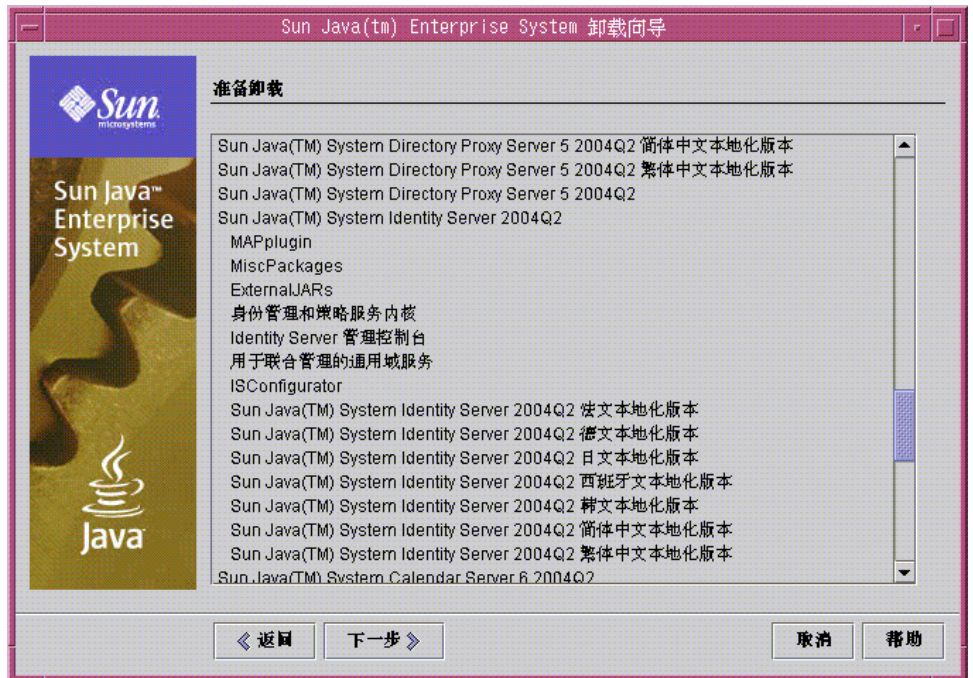 Sun Java(tm) Enterprise System 卸载向导
Sun
microsystems
Sun Java™
Enterprise
System
Java
准备卸载
Sun Java(TM) System Directory Proxy Server 5 2004Q2 简体中文本地化版本
Sun Java(TM) System Directory Proxy Server 5 2004Q2 繁体中文本地化版本
Sun Java(TM) System Directory Proxy Server 5 2004Q2
Sun Java(TM) System Identity Server 2004Q2
MAPplugin
MiscPackages
ExternalJARs
身份管理和策略服务内核
Identity Server 管理控制台
用于联合管理的通用域服务
ISConfigurator
Sun Java(TM) System Identity Server 2004Q2 法文本地化版本
Sun Java(TM) System Identity Server 2004Q2 德文本地化版本
Sun Java(TM) System Identity Server 2004Q2 日文本地化版本
Sun Java(TM) System Identity Server 2004Q2 西班牙文本地化版本
Sun Java(TM) System Identity Server 2004Q2 韩文本地化版本
Sun Java(TM) System Identity Server 2004Q2 简体中文本地化版本
Sun Java(TM) System Identity Server 2004Q2 繁体中文本地化版本
Sun Java(TM) System Calendar Server 6 2004Q2
返回 下一步 取消 帮助